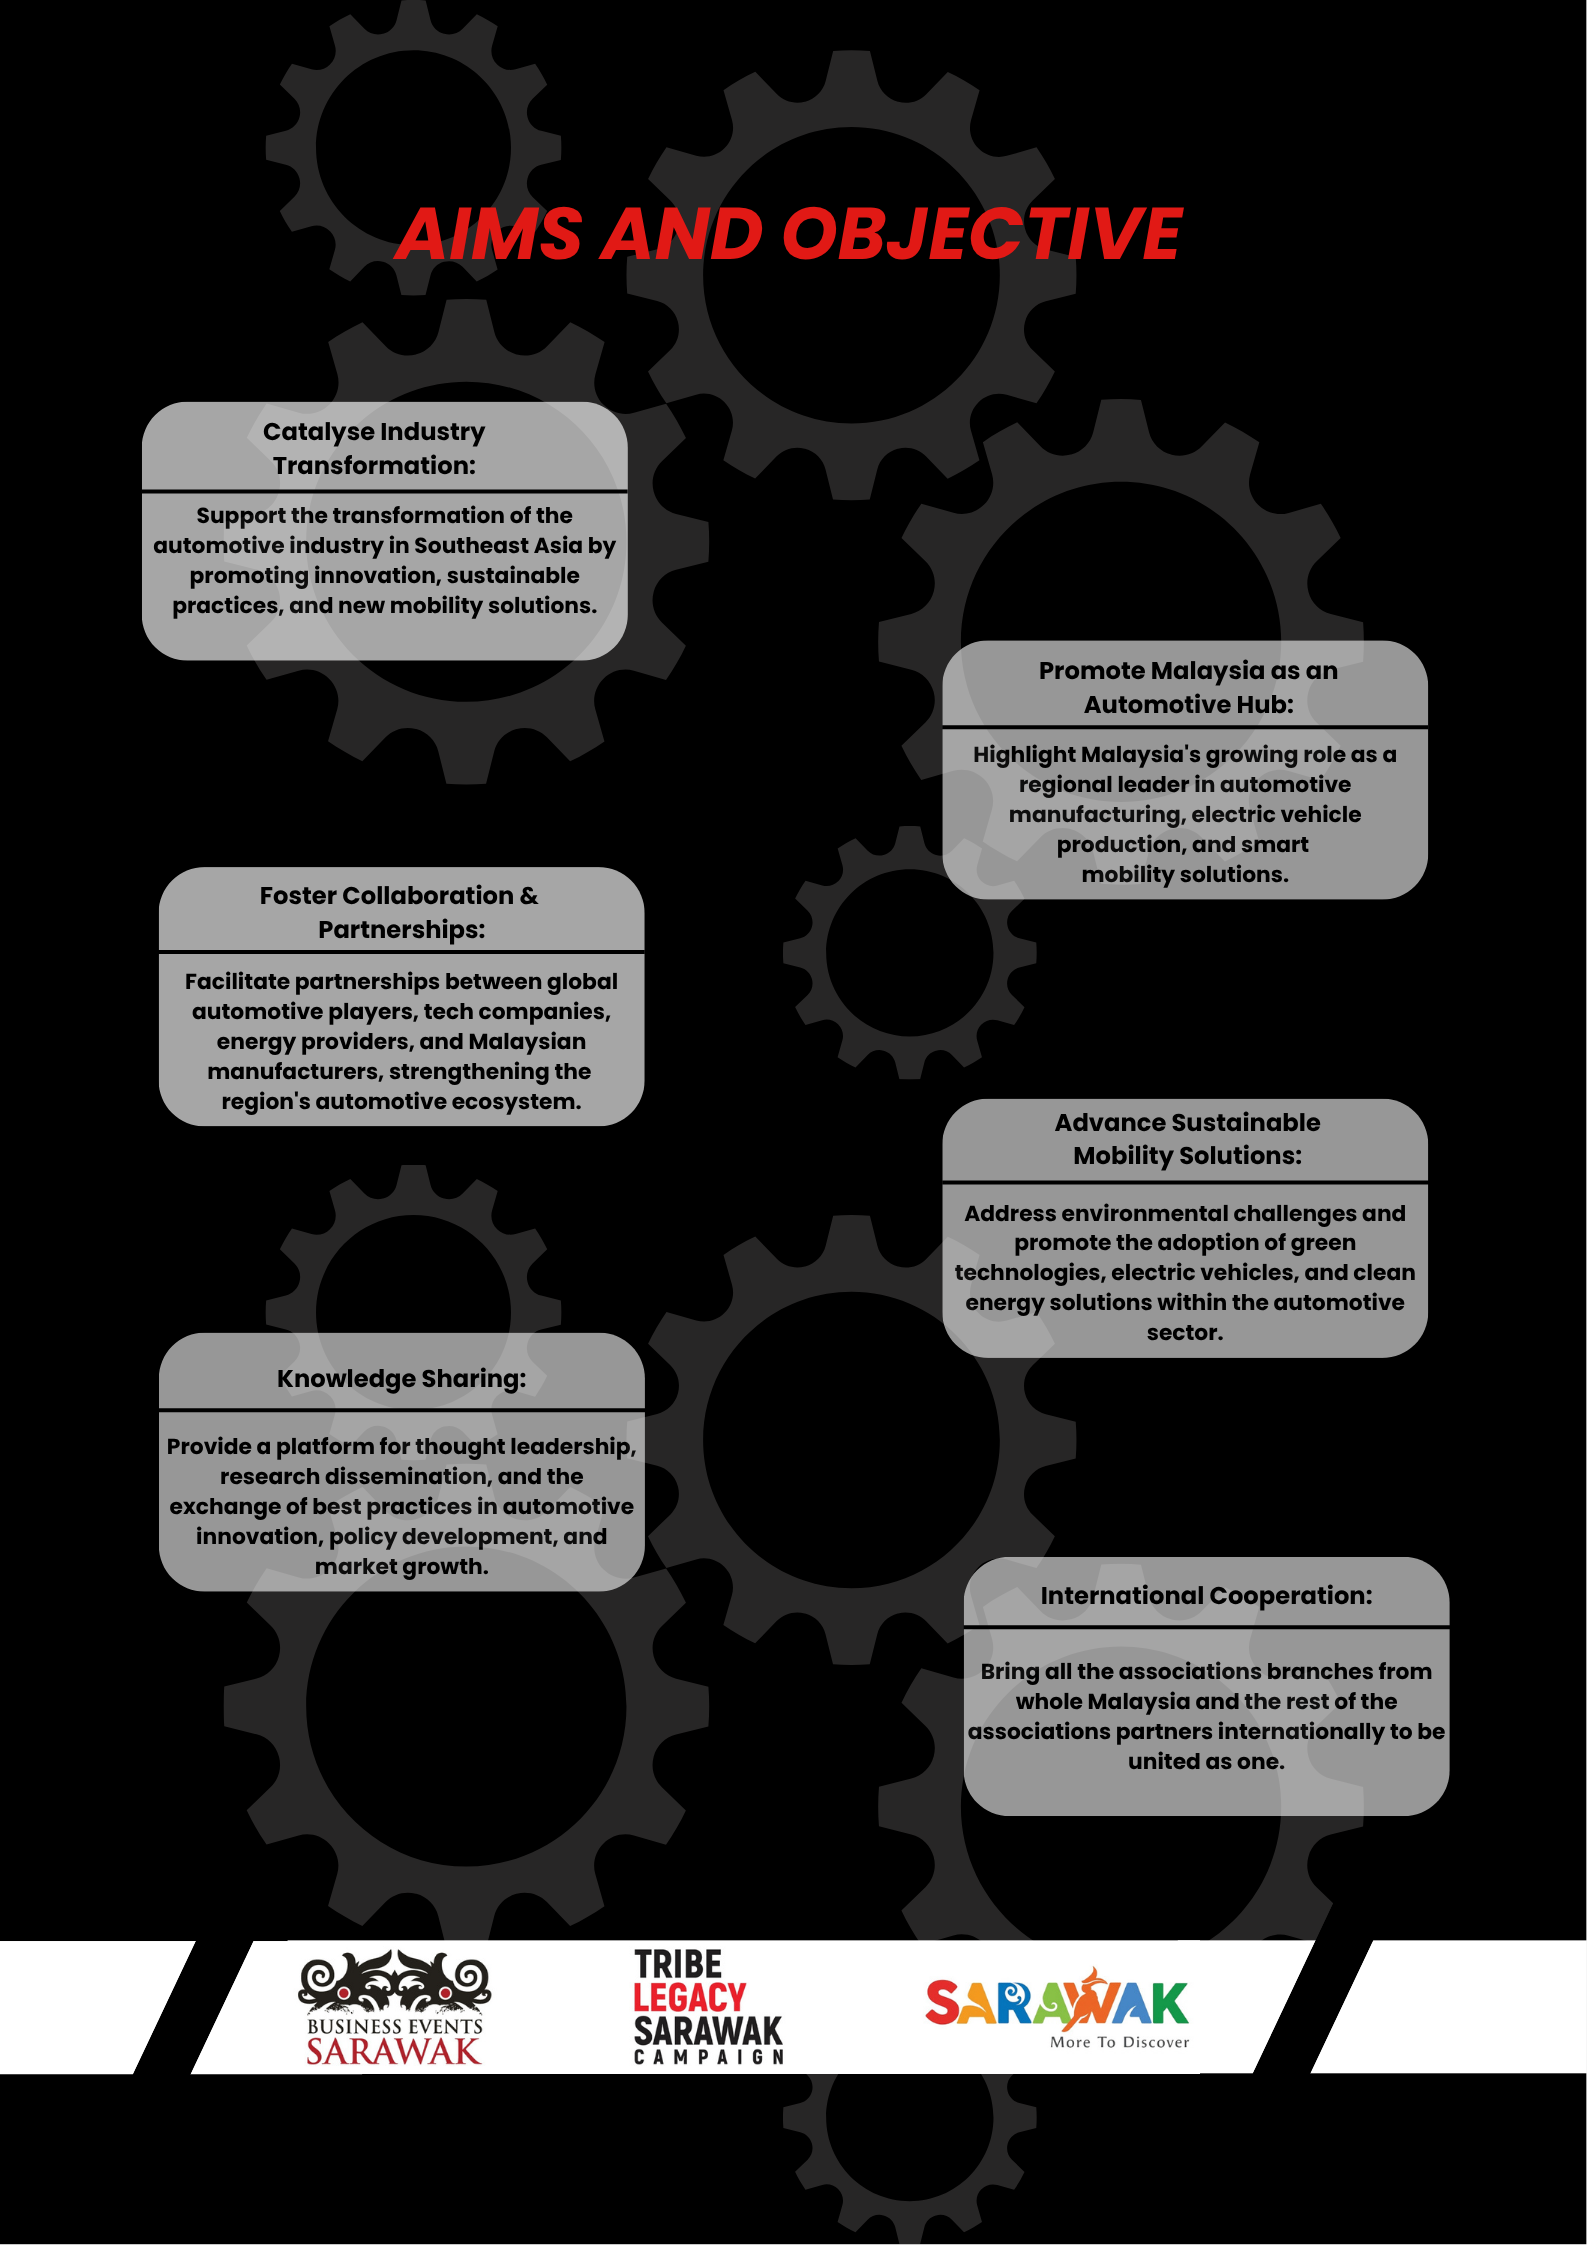 AIMS AND OBJECTIVE
Catalyse Industry
Transformation:
Support the transformation of the
automotive industry in Southeast Asia by
promoting innovation, sustainable
practices, and new mobility solutions.
Promote Malaysia as an
Automotive Hub:
Highlight Malaysia's growing role as a
regional leader in automotive
manufacturing, electric vehicle
production, and smart
mobility solutions.
Foster Collaboration &
Partnerships:
Facilitate partnerships between global
automotive players, tech companies,
energy providers, and Malaysian
manufacturers, strengthening the
region's automotive ecosystem.
Advance Sustainable
Mobility Solutions:
Address environmental challenges and
promote the adoption of green
technologies, electric vehicles, and clean
energy solutions within the automotive
sector.
Knowledge Sharing:
Provide a platform for thought leadership,
research dissemination, and the
exchange of best practices in automotive
innovation, policy development, and
market growth.
International Cooperation:
Bring all the associations branches from
whole Malaysia and the rest of the
associations partners internationally to be
united as one.
BUSINESS EVENTS
SARAWAK
TRIBE
LEGACY
SARAWAK
CAMPAIGN
SARAWAK
More To Discover